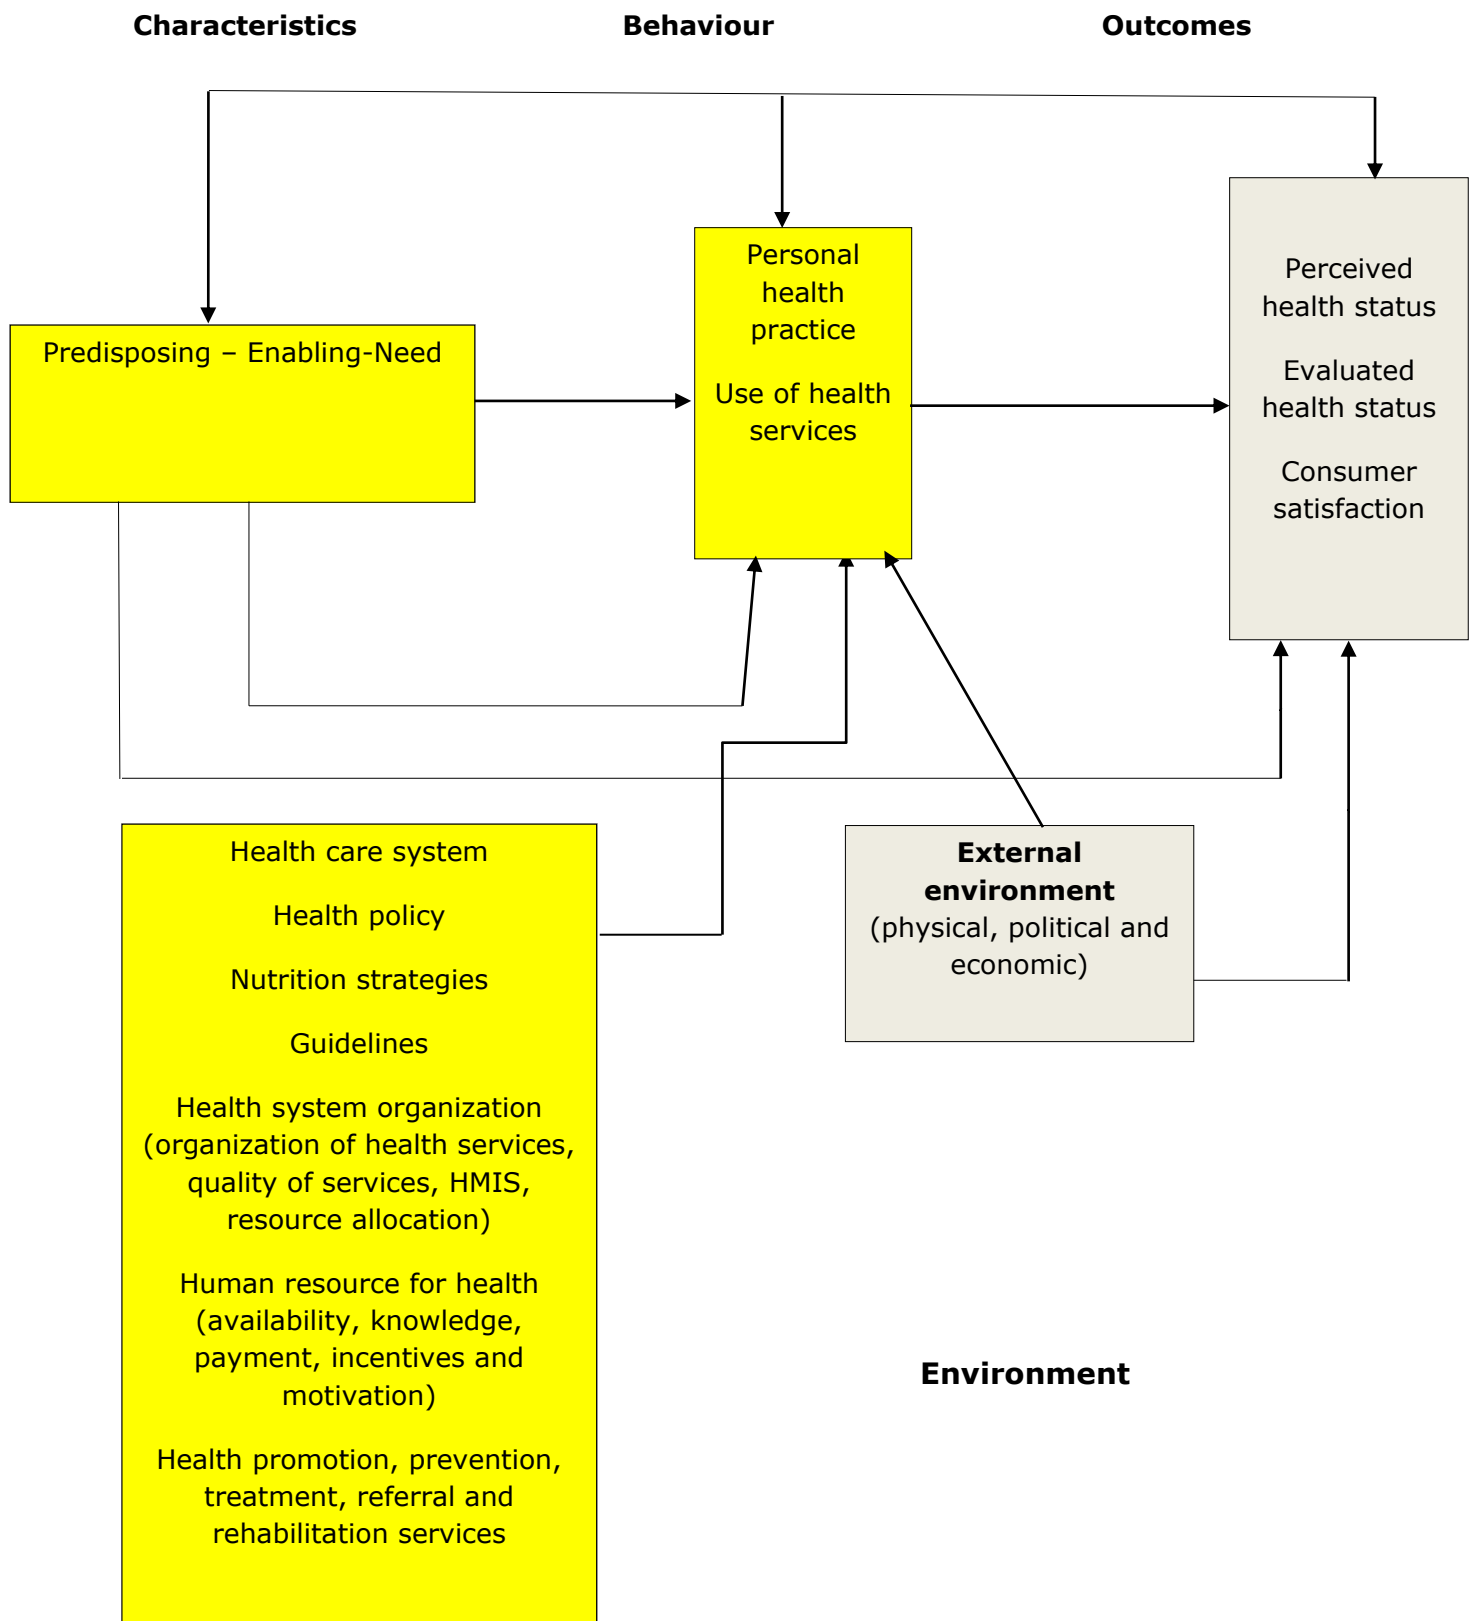 Characteristics
Behaviour
Outcomes
Predisposing – Enabling-Need
Personal
health
practice
Use of health
services
Perceived
health status
Evaluated
health status
Consumer
satisfaction
Health care system
Health policy
Nutrition strategies
Guidelines
Health system organization
(organization of health services,
quality of services, HMIS,
resource allocation)
Human resource for health
(availability, knowledge,
payment, incentives and
motivation)
Health promotion, prevention,
treatment, referral and
rehabilitation services
External
environment
(physical, political and
economic)
Environment